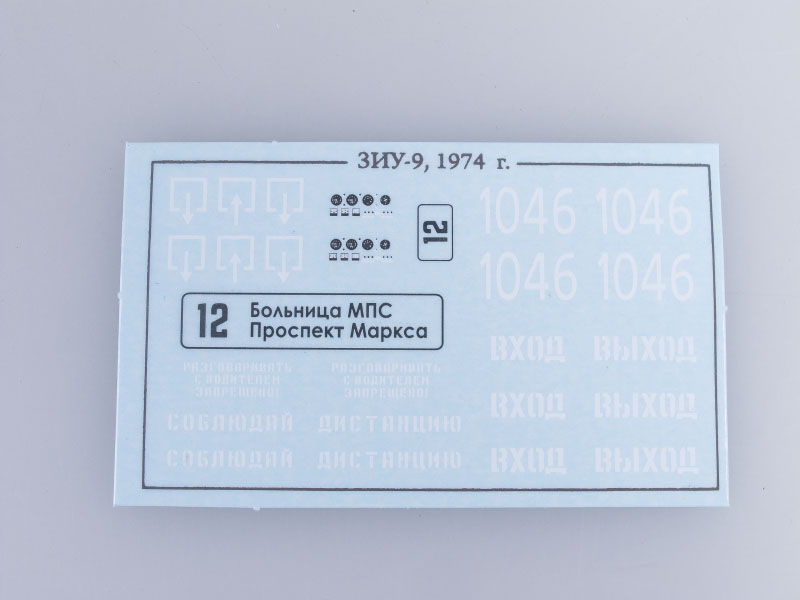 ЗИУ-9, 1974 г.
1046 1046
12
1046 1046
12 Больница МПС
Проспект Маркса
ВХОД ВЫХОД
РАЗГОВАРИВАТЬ
С ВОДИТЕЛЕМ
ЗАПРЕЩЕНО!
РАЗГОВАРИВАТЬ
С ВОДИТЕЛЕМ
ЗАПРЕЩЕНО!
ВХОД ВЫХОД
СОБЛЮДАЙ ДИСТАНЦИЮ
СОБЛЮДАЙ ДИСТАНЦИЮ
ВХОД ВЫХОД